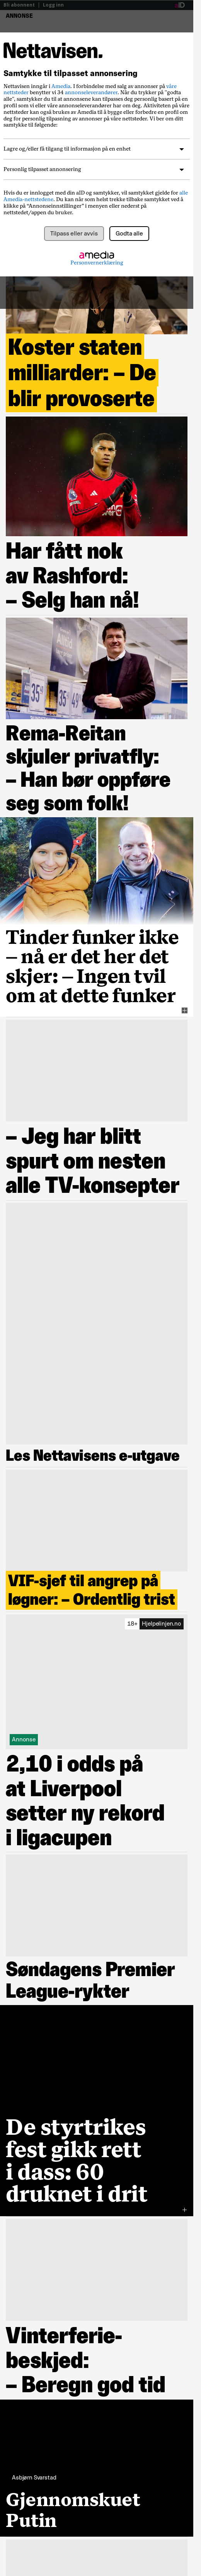 Bli abonnent | Logg inn
ANNONSE
Nettavisen.
Samtykke til tilpasset annonsering
Nettavisen inngår i Amedia. I forbindelse med salg av annonser på våre
nettsteder benytter vi 34 annonseleverandører. Når du trykker på "godta
alle", samtykker du til at annonsene kan tilpasses deg personlig basert på en
profil som vi eller våre annonseleverandører har om deg. Aktiviteten ved
dette nettstedet kan også brukes av Amedia til å bygge eller forbedre en profil om
deg for personlig tilpasning av annonser på våre nettsteder. Vi ber om ditt
samtykke til følgende:
Lagre og/eller få tilgang til informasjon på en enhet
Personlig tilpasset annonsering
Hvis du er innlogget med din aID og samtykker, vil samtykket gjelde for alle
Amedia-nettstedene. Du kan når som helst trekke tilbake samtykket ved å
klikke på “Annonseinnstillinger” i menyen eller nederst på
nettstedet/appen du bruker.
Tilpass eller avvis
Godta alle
amedia
Personvernerklæring
Koster staten
milliarder: – De
blir provoserte
Har fått nok
av Rashford:
– Selg han nå!
Rema-Reitan
skjuler privatfly:
– Han bør oppføre
seg som folk!
Tinder funker ikke
– nå er det her det
skjer: – Ingen tvil
om at dette funker
– Jeg har blitt
spurt om nesten
alle TV-konsepter
Les Nettavisens e-utgave
VIF-sjef til angrep på
løgner: – Ordentlig trist
18+ Hjelpelinjen.no
Annonse
2,10 i odds på
at Liverpool
setter ny rekord
i ligacupen
Søndagens Premier
League-rykter
De styrtrikes
fest gikk rett
i dass: 60
druknet i drit
Vinterferie-
beskjed:
– Beregn god tid
Asbjørn Svarstad
Gjennomskuet
Putin